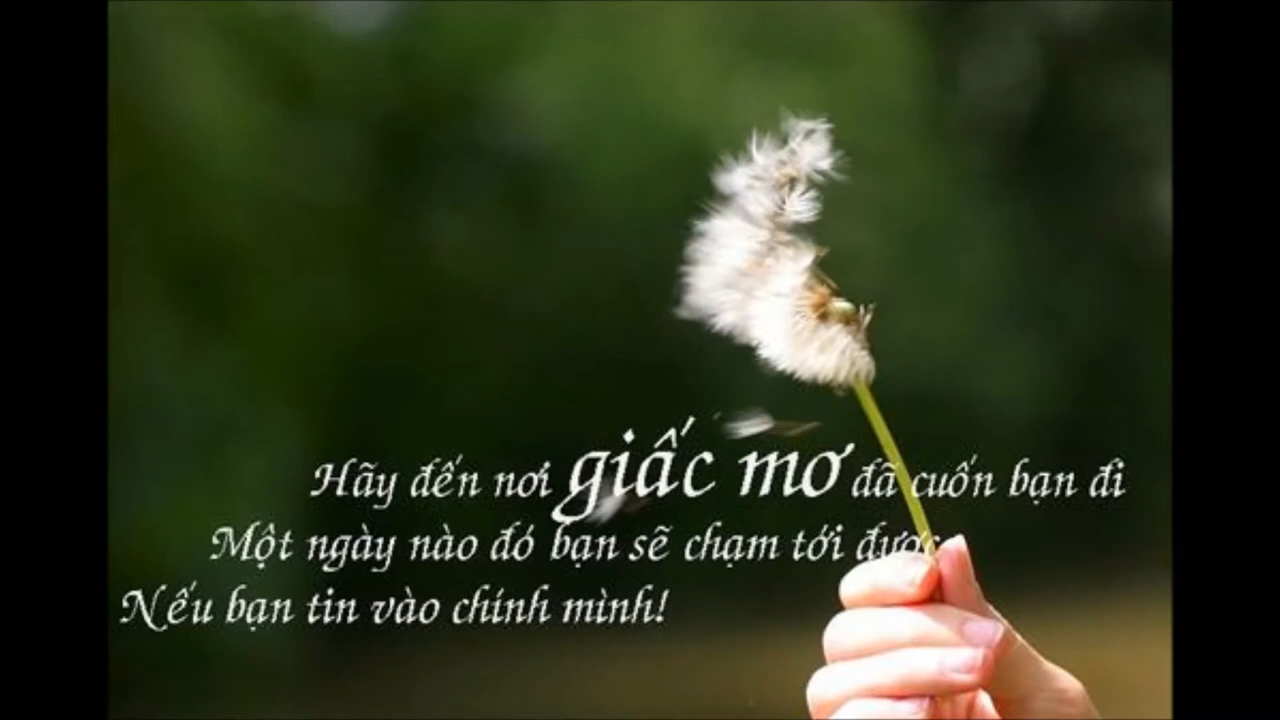 Hãy đến nơi giấc mơ đã cuốn bạn đi
Một ngày nào đó bạn sẽ chạm tới được
Nếu bạn tin vào chính mình!